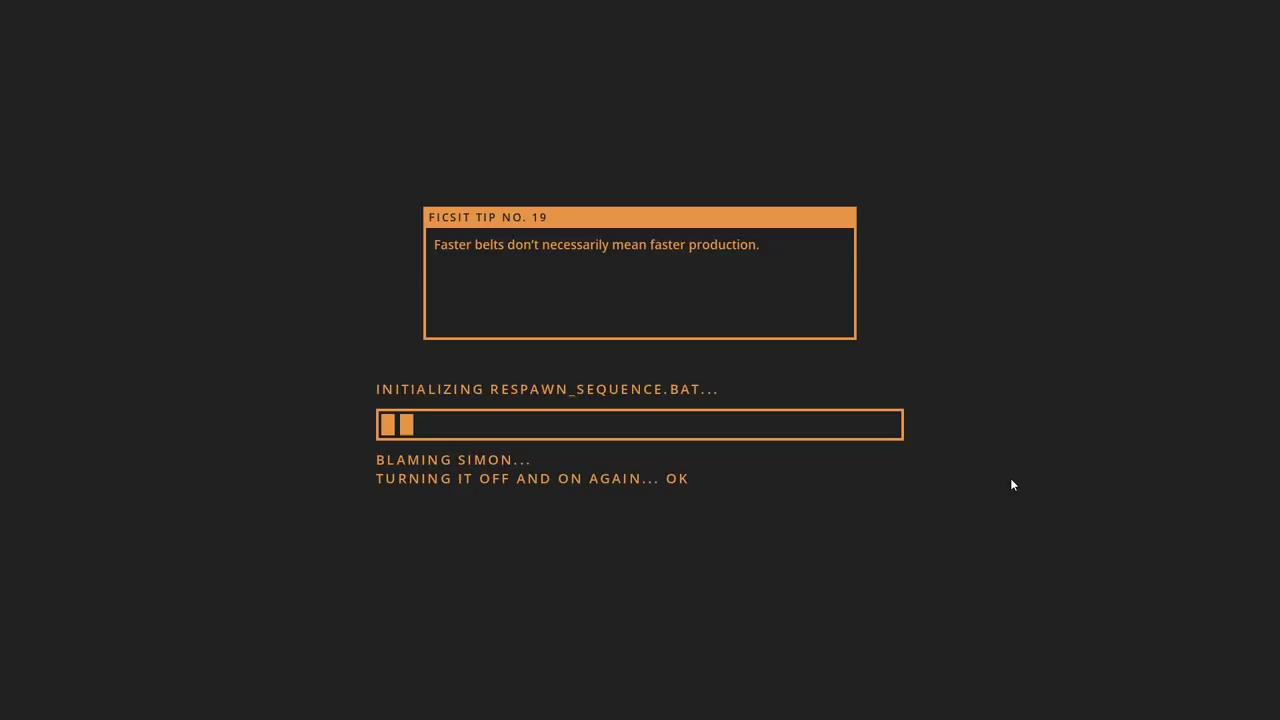 FICSIT TIP NO. 19
Faster belts don't necessarily mean faster production.
INITIALIZING RESPAWN_SEQUENCE.BAT...
BLAMING SIMON...
TURNING IT OFF AND ON AGAIN... OK